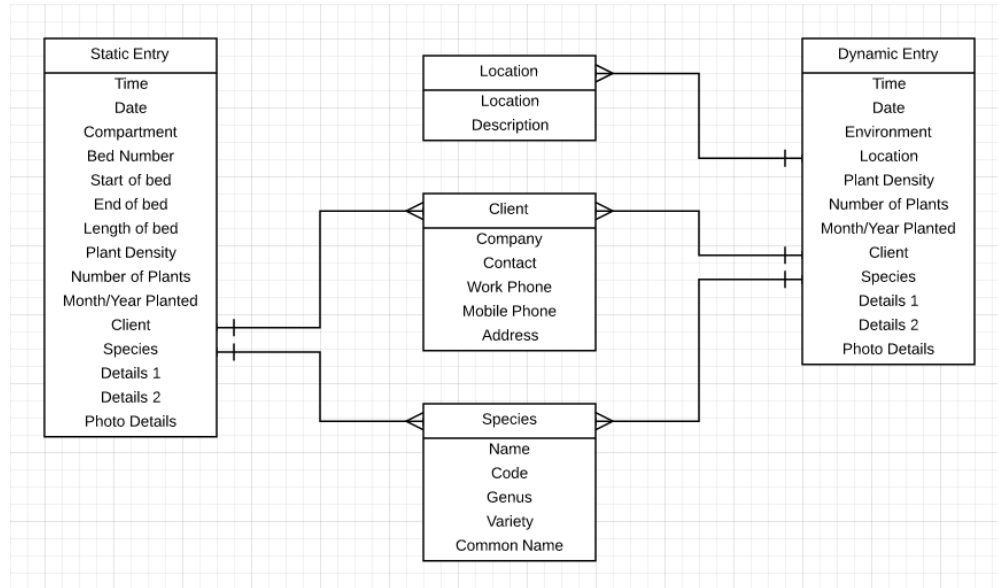 Static Entry
Time
Date
Compartment
Bed Number
Start of bed
End of bed
Length of bed
Plant Density
Number of Plants
Month/Year Planted
Client
Species
Details 1
Details 2
Photo Details
Location
Location
Description
Client
Company
Contact
Work Phone
Mobile Phone
Address
Species
Name
Code
Genus
Variety
Common Name
Dynamic Entry
Time
Date
Environment
Location
Plant Density
Number of Plants
Month/Year Planted
Client
Species
Details 1
Details 2
Photo Details